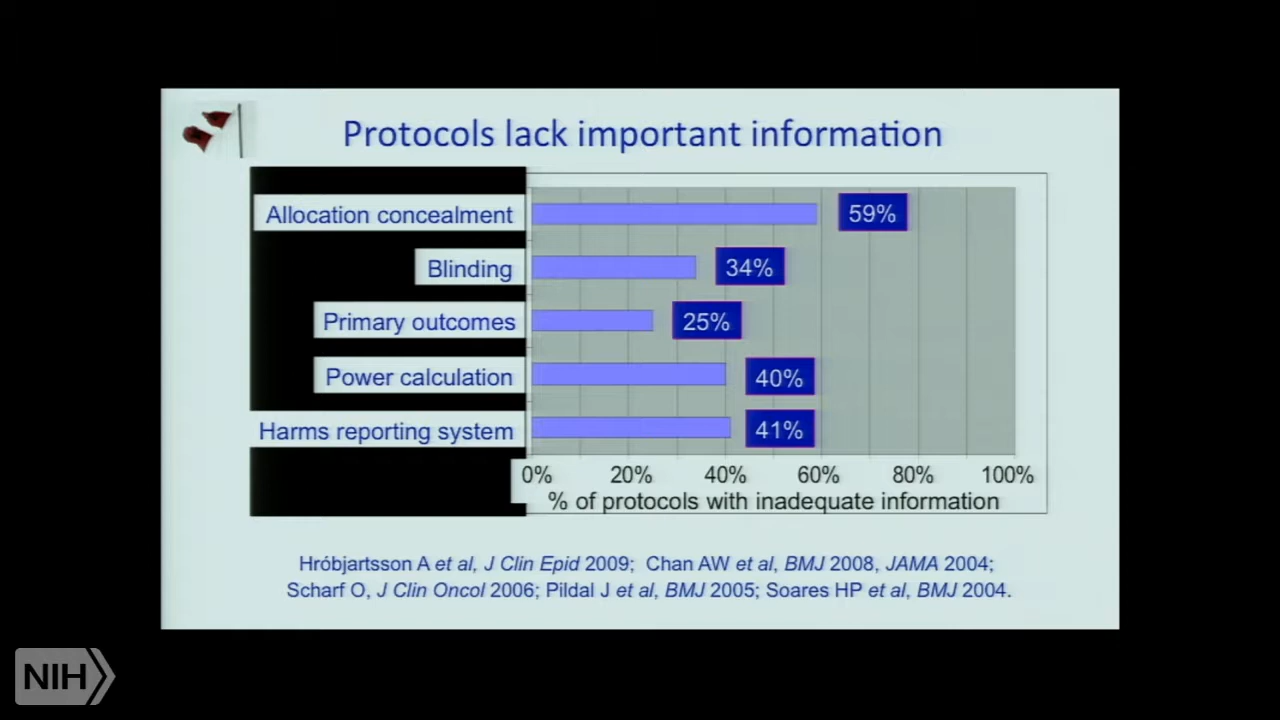 Protocols lack important information
Allocation concealment
59%
Blinding
34%
Primary outcomes
25%
Power calculation
40%
Harms reporting system
41%
0% 20% 40% 60% 80% 100%
% of protocols with inadequate information
Hróbjartsson A et al, J Clin Epid 2009; Chan AW et al, BMJ 2008, JAMA 2004;
Scharf O, J Clin Oncol 2006; Pildal J et al, BMJ 2005; Soares HP et al, BMJ 2004.
NIH